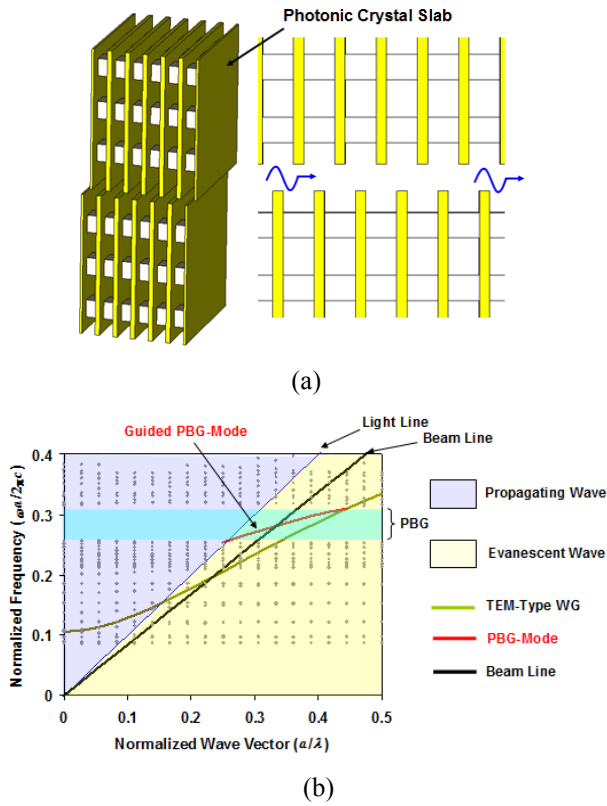 Photonic Crystal Slab
(a)
Light Line
Beam Line
Guided PBG-Mode
Normalized Frequency (ωa/2πc)
0.4
0.3
0.2
0.1
0
0
0.1
0.2
0.3
0.4
0.5
Normalized Wave Vector (a/λ)
Propagating Wave
PBG
Evanescent Wave
TEM-Type WG
PBG-Mode
Beam Line
(b)